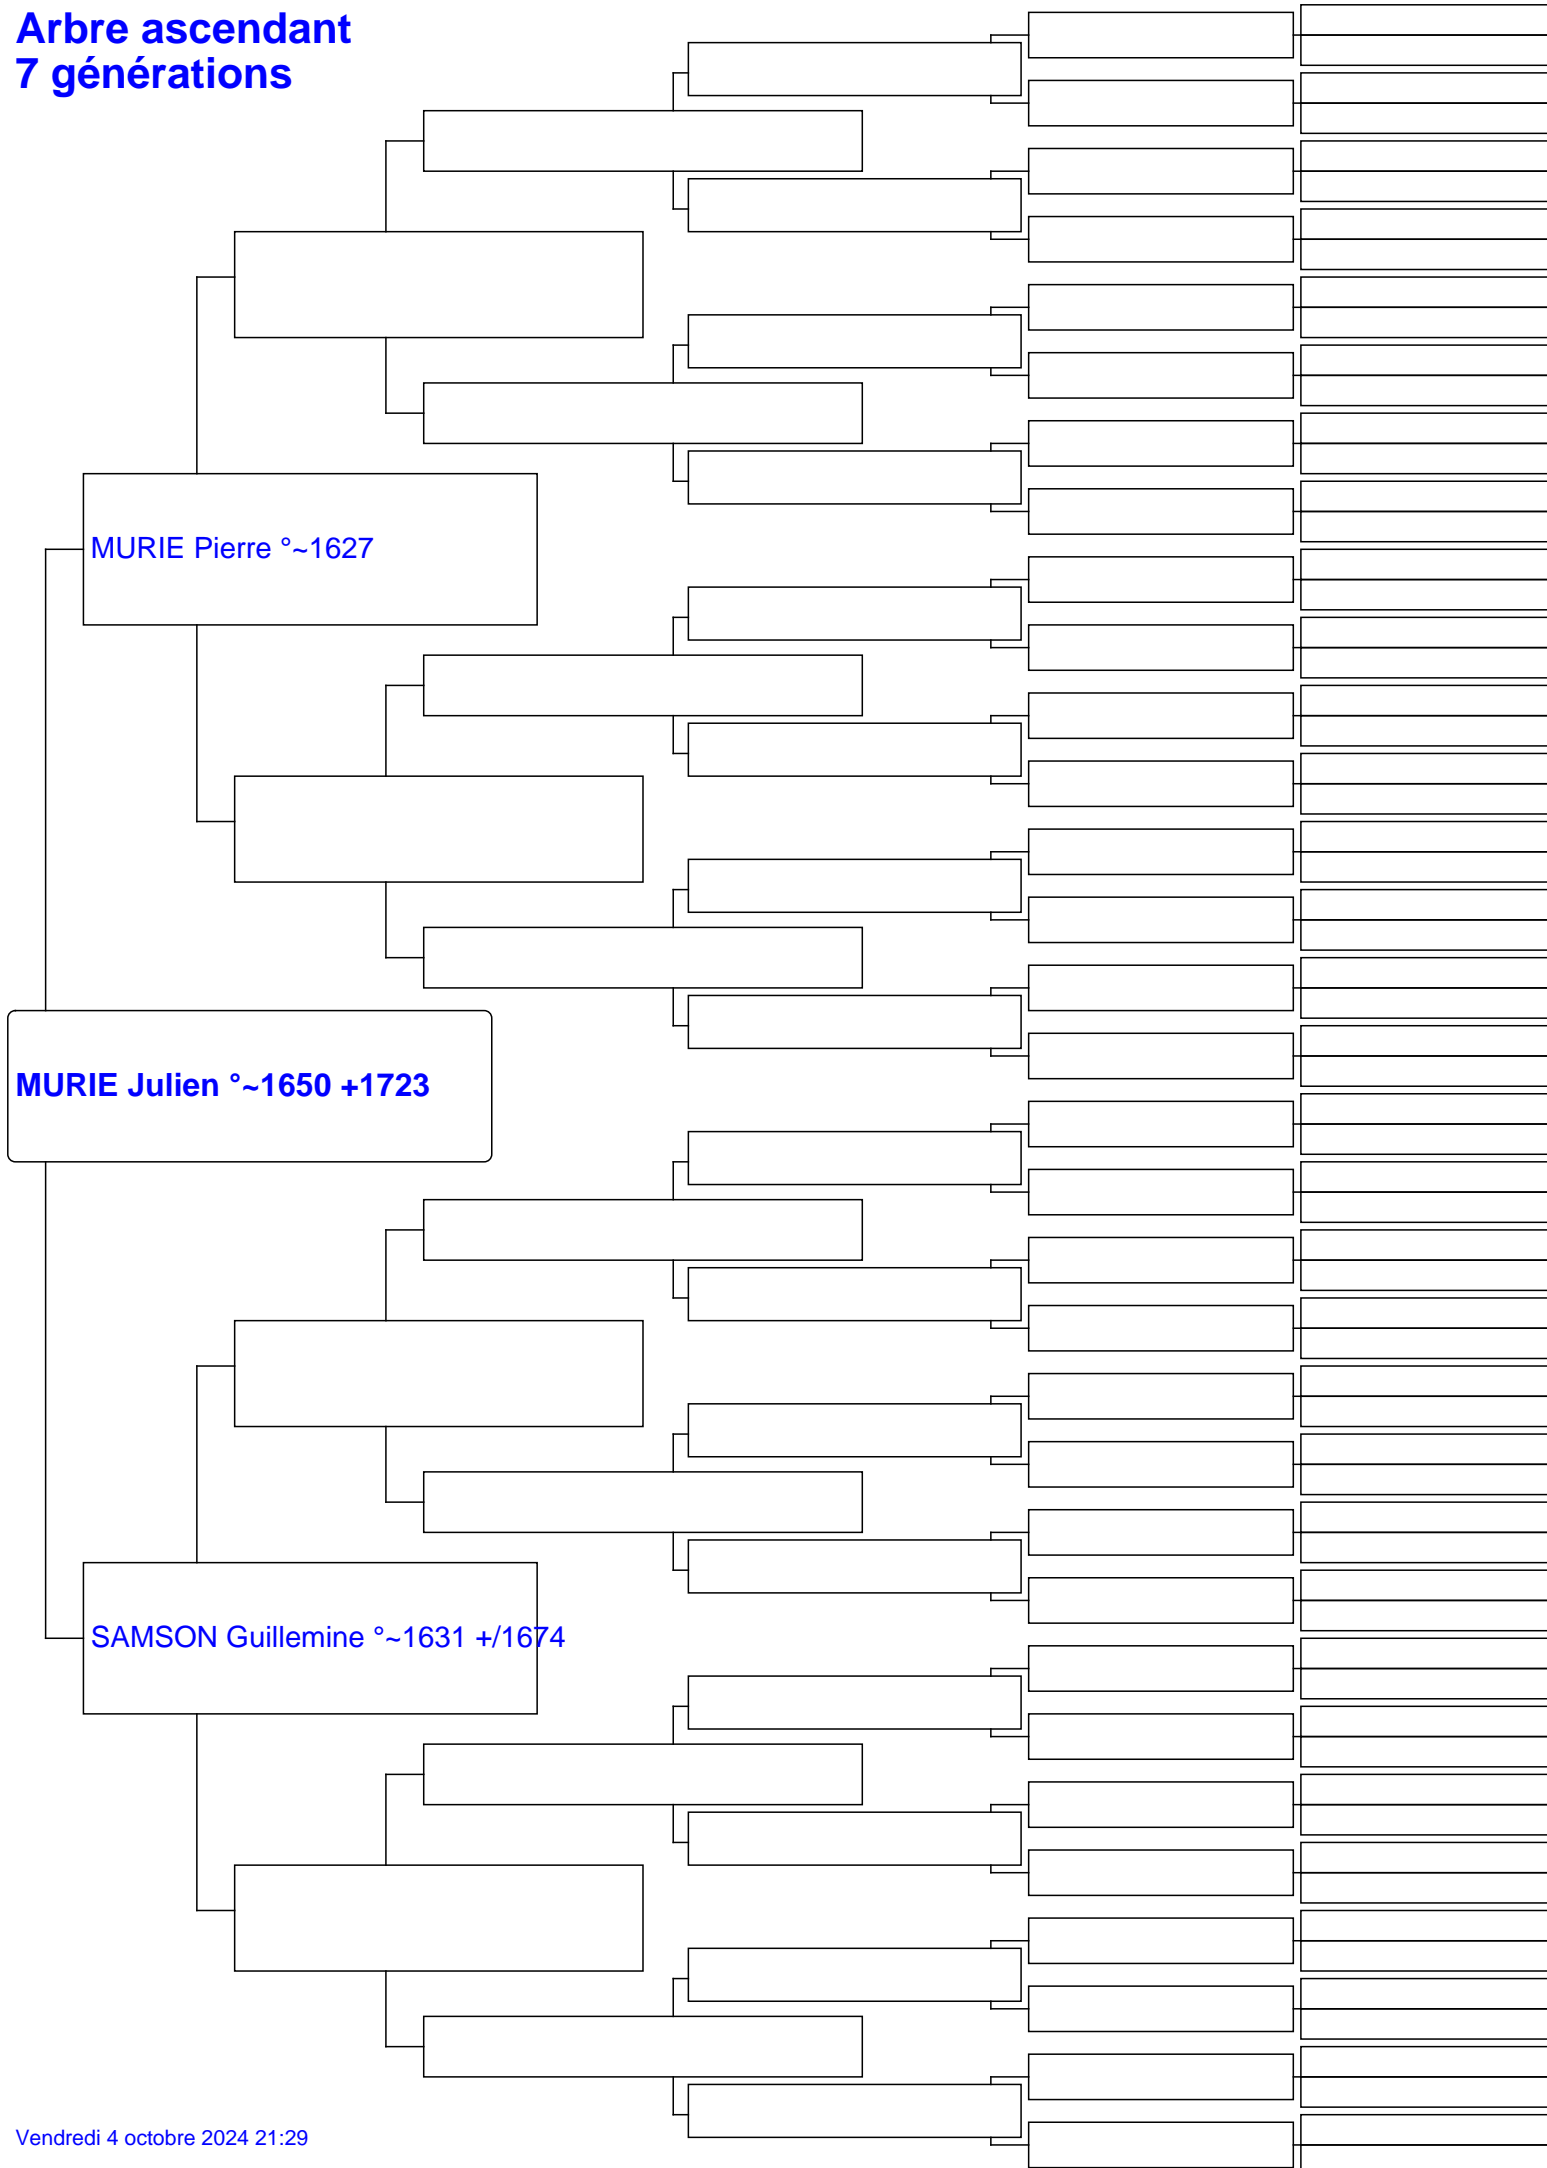 Arbre ascendant
7 générations
MURIE Pierre °~1627
MURIE Julien °~1650 +1723
SAMSON Guillemine °~1631 +/1674
Vendredi 4 octobre 2024 21:29